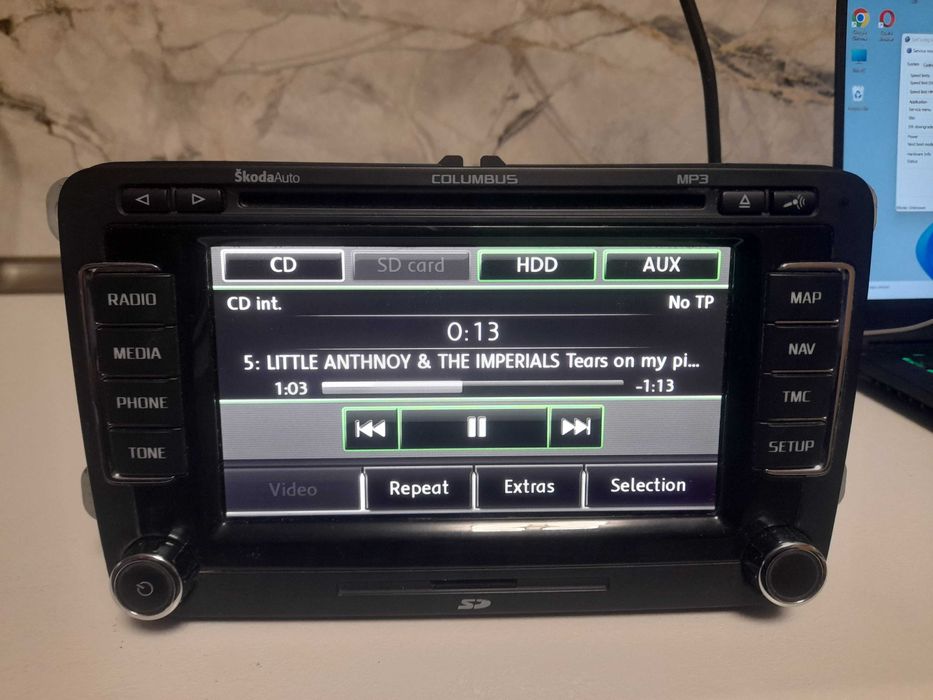 ŠkodaAuto
COLUMBUS
MP3
RADIO
MEDIA
PHONE
TONE
CD
SD card
HDD
AUX
CD int.
No TP
0:13
5: LITTLE ANTHNOY & THE IMPERIALS Tears on my pi...
1:03
-1:13
Video
Repeat
Extras
Selection
MAP
NAV
TMC
SETUP
SD